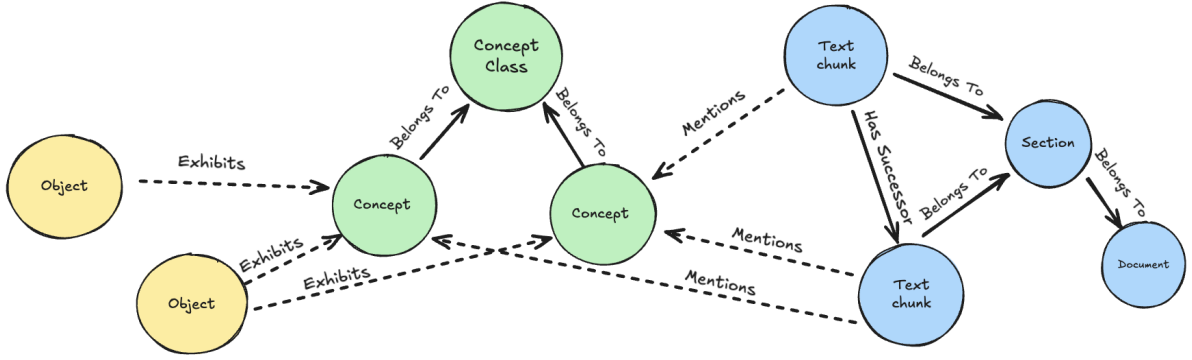 Concept
Class
Text
chunk
Belongs To
Belongs To
Belongs To
Mentions
Has Successor
Section
Exhibits
Object
Concept
Concept
Belongs To
Belongs To
Exhibits
Mentions
Exhibits
Mentions
Document
Object
Text
chunk